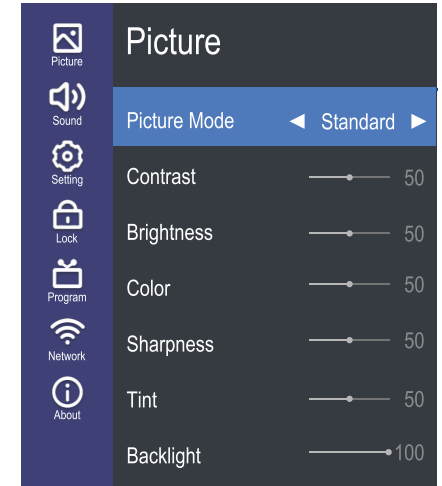 Picture
Sound
Setting
Lock
Program
Network
About
Picture
Picture Mode ◀ Standard ▶
Contrast 50
Brightness 50
Color 50
Sharpness 50
Tint 50
Backlight 100